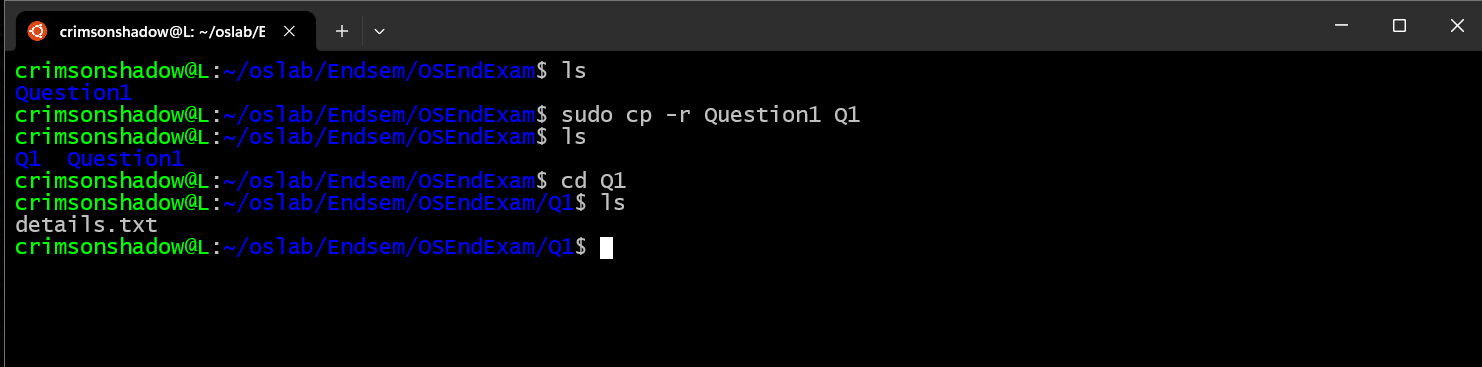 crimsonshadow@L: ~/oslab/E
crimsonshadow@L:~/oslab/Endsem/OSEndExam$ ls
Question1
crimsonshadow@L:~/oslab/Endsem/OSEndExam$ sudo cp -r Question1 Q1
crimsonshadow@L:~/oslab/Endsem/OSEndExam$ ls
Q1  Question1
crimsonshadow@L:~/oslab/Endsem/OSEndExam$ cd Q1
crimsonshadow@L:~/oslab/Endsem/OSEndExam/Q1$ ls
details.txt
crimsonshadow@L:~/oslab/Endsem/OSEndExam/Q1$